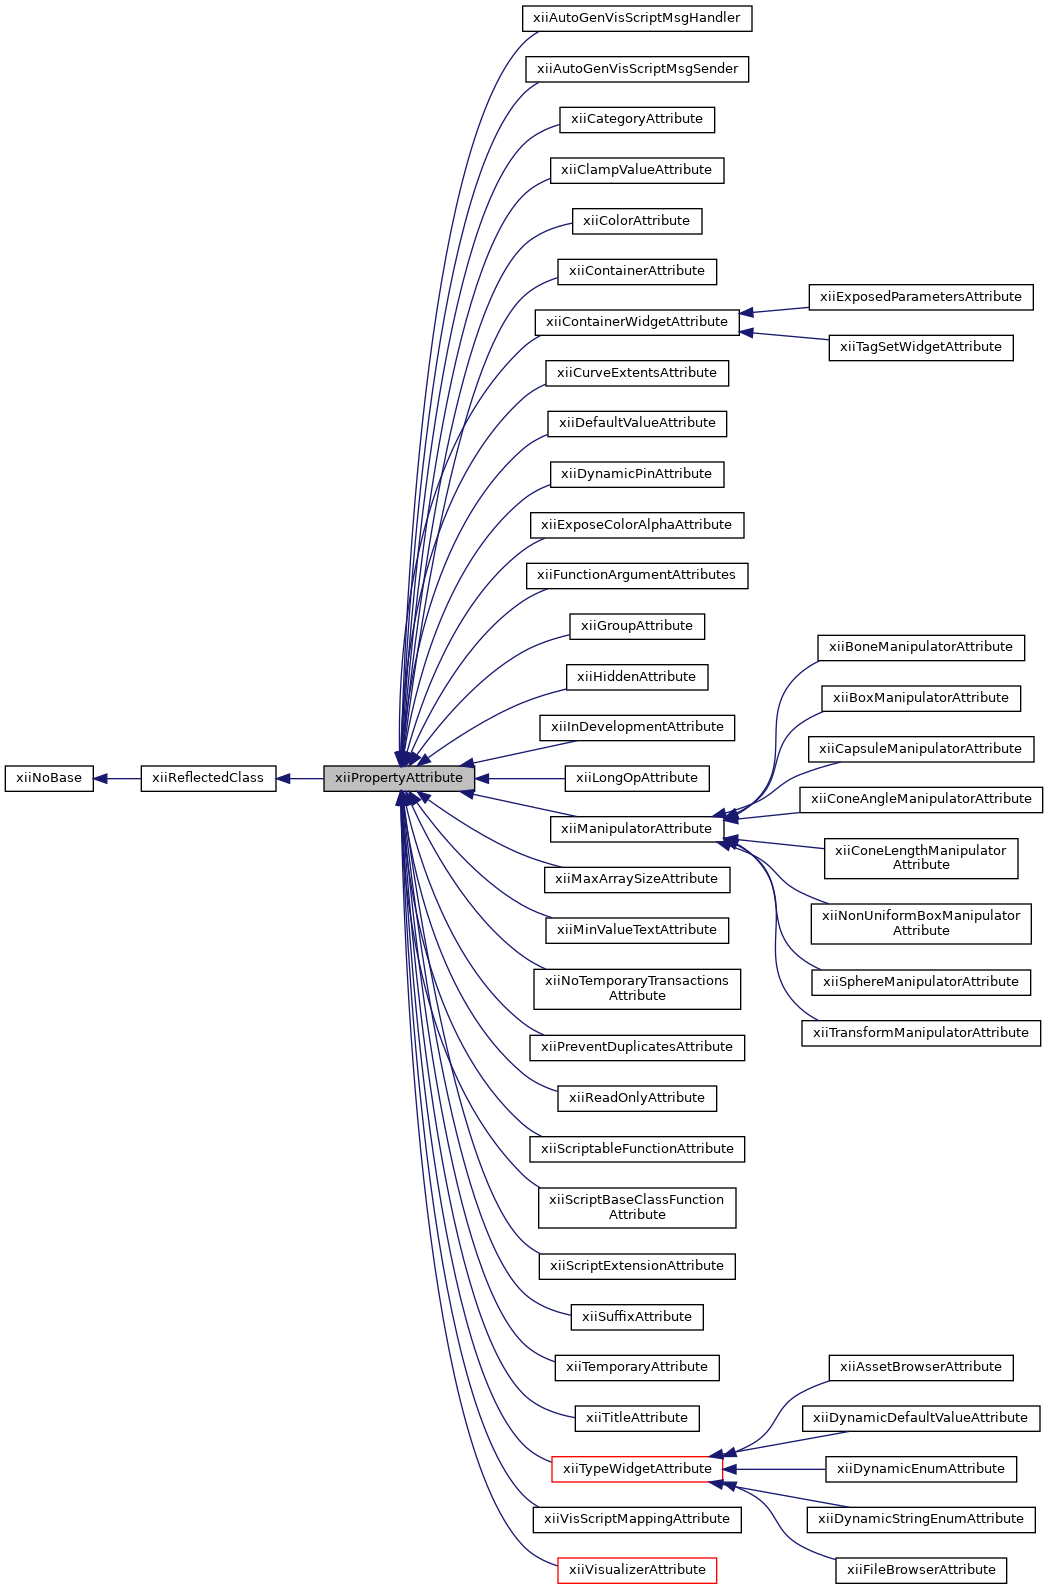 xiiAutoGenVisScriptMsgHandler
xiiAutoGenVisScriptMsgSender
xiiCategoryAttribute
xiiClampValueAttribute
xiiColorAttribute
xiiContainerAttribute
xiiContainerWidgetAttribute
xiiExposedParametersAttribute
xiiTagSetWidgetAttribute
xiiCurveExtentsAttribute
xiiDefaultValueAttribute
xiiDynamicPinAttribute
xiiExposeColorAlphaAttribute
xiiFunctionArgumentAttributes
xiiGroupAttribute
xiiHiddenAttribute
xiiInDevelopmentAttribute
xiiNoBase
xiiReflectedClass
xiiPropertyAttribute
xiiLongOpAttribute
xiiManipulatorAttribute
xiiBoneManipulatorAttribute
xiiBoxManipulatorAttribute
xiiCapsuleManipulatorAttribute
xiiConeAngleManipulatorAttribute
xiiConeLengthManipulator
Attribute
xiiNonUniformBoxManipulator
Attribute
xiiSphereManipulatorAttribute
xiiTransformManipulatorAttribute
xiiMaxArraySizeAttribute
xiiMinValueTextAttribute
xiiNoTemporaryTransactions
Attribute
xiiPreventDuplicatesAttribute
xiiReadOnlyAttribute
xiiScriptableFunctionAttribute
xiiScriptBaseClassFunction
Attribute
xiiScriptExtensionAttribute
xiiSuffixAttribute
xiiTemporaryAttribute
xiiTitleAttribute
xiiTypeWidgetAttribute
xiiAssetBrowserAttribute
xiiDynamicDefaultValueAttribute
xiiDynamicEnumAttribute
xiiDynamicStringEnumAttribute
xiiFileBrowserAttribute
xiiVisScriptMappingAttribute
xiiVisualizerAttribute